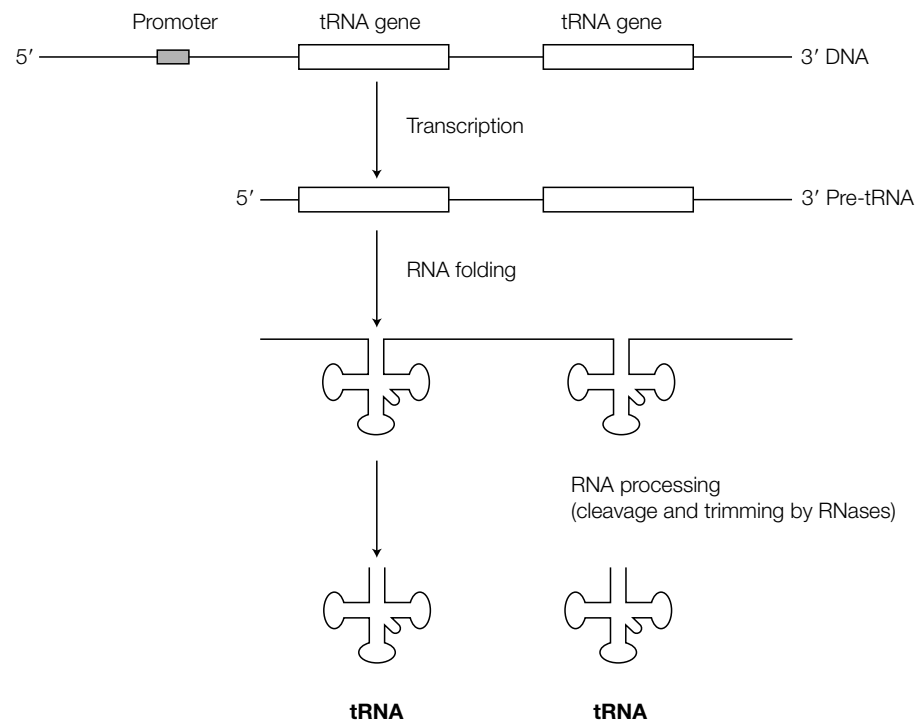 Promoter
tRNA gene
tRNA gene
5′
3′ DNA
Transcription
5′
3′ Pre-tRNA
RNA folding
RNA processing
(cleavage and trimming by RNases)
tRNA
tRNA